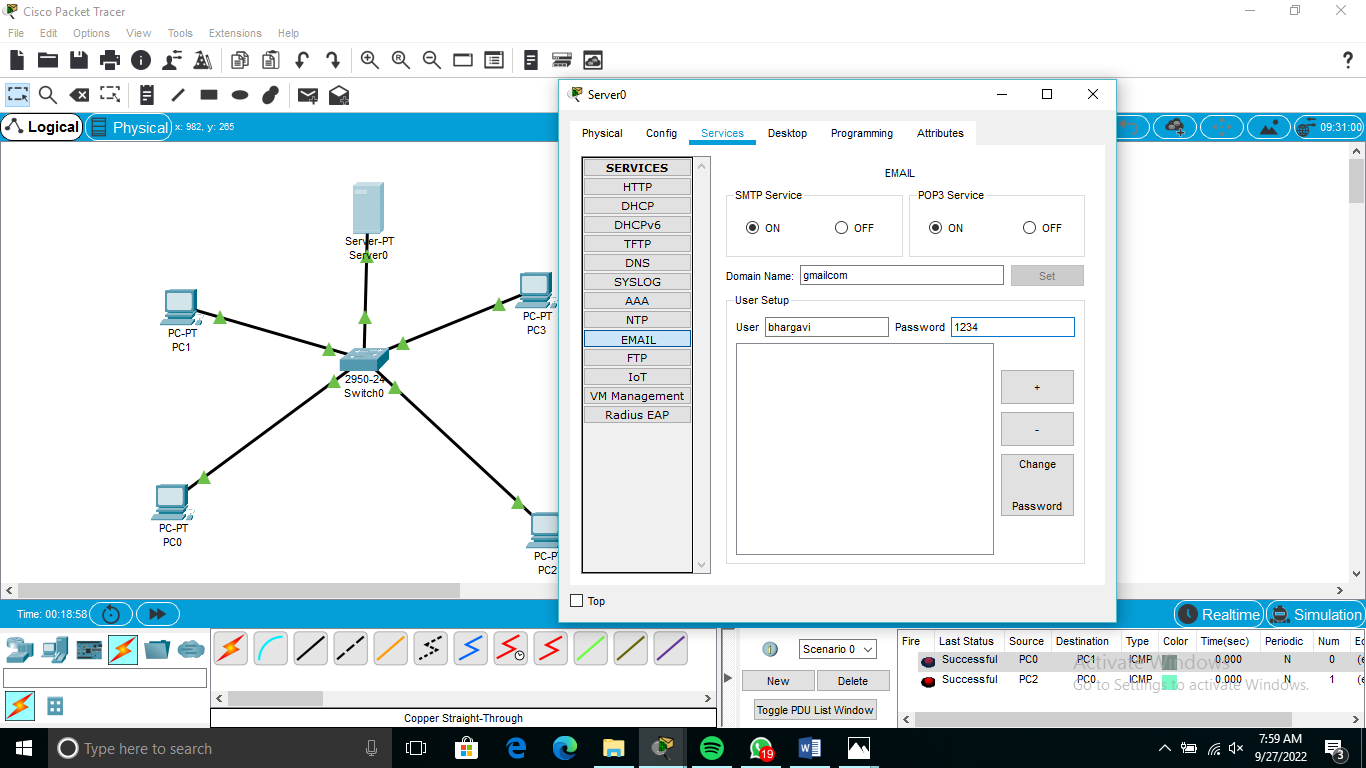 Cisco Packet Tracer
File Edit Options View Tools Extensions Help
Logical
Physical
x: 982, y: 285
09:31:00
Server-PT
Server0
PC-PT
PC1
PC-PT
PC3
2950-24
Switch0
PC-PT
PC0
PC-PT
PC2
Server0
Physical Config Services Desktop Programming Attributes
SERVICES
HTTP
DHCP
DHCPv6
TFTP
DNS
SYSLOG
AAA
NTP
EMAIL
FTP
IoT
VM Management
Radius EAP
EMAIL
SMTP Service
ON OFF
POP3 Service
ON OFF
Domain Name: gmailcom Set
User Setup
User bhargavi Password 1234
+
-
Change
Password
Top
Time: 00:18:58
Realtime
Simulation
Copper Straight-Through
Scenario 0
New Delete
Toggle PDU List Window
Fire Last Status Source Destination Type Color Time(sec) Periodic Num Ec
Successful PC0 PC1 ICMP 0.000 N 0 (e
Successful PC2 PC0 ICMP 0.000 N 1 (e
Activate Windows
Go to Settings to activate Windows.
Type here to search
19
7:59 AM
9/27/2022
3